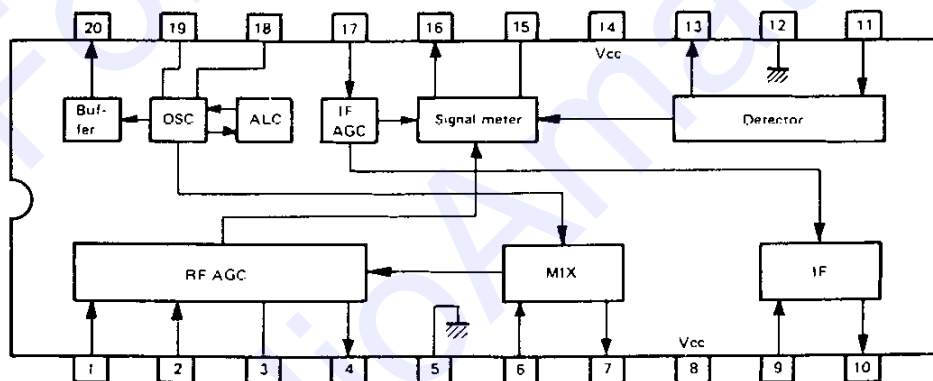 20 19 18 17 16 15 14 13 12 11
Vcc
Buf-
fer
OSC
ALC
IF
AGC
Signal meter
Detector
RF AGC
MIX
IF
Vcc
1 2 3 4 5 6 7 8 9 10